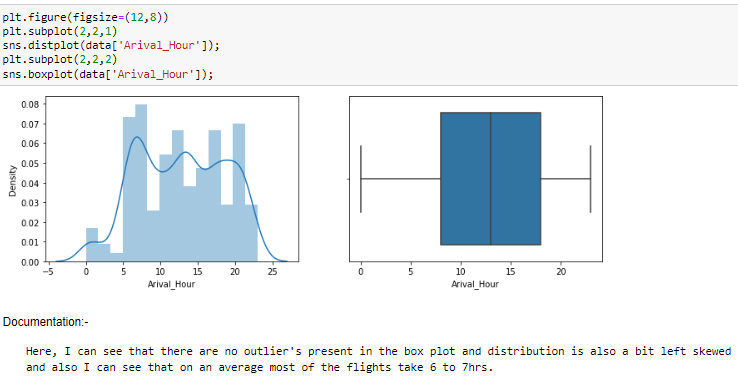 plt.figure(figsize=(12,8))
plt.subplot(2,2,1)
sns.distplot(data['Arival_Hour']);
plt.subplot(2,2,2)
sns.boxplot(data['Arival_Hour']);
0.08
0.07
0.06
0.05
0.04
0.03
0.02
0.01
0.00
Density
−5 0 5 10 15 20 25
Arival_Hour
0 5 10 15 20
Arival_Hour
Documentation:-
Here, I can see that there are no outlier's present in the box plot and distribution is also a bit left skewed
and also I can see that on an average most of the flights take 6 to 7hrs.